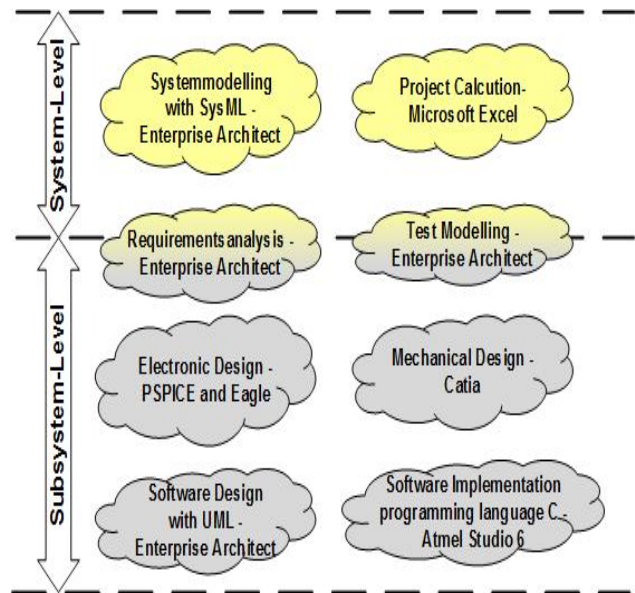 System-Level
Systemmodelling
with SysML -
Enterprise Architect
Project Calcution-
Microsoft Excel
Requirementsanalysis -
Enterprise Architect
Test Modelling -
Enterprise Architect
Subsystem-Level
Electronic Design -
PSPICE and Eagle
Mechanical Design -
Catia
Software Design
with UML -
Enterprise Architect
Software Implementation
programming language C -
Atmel Studio 6